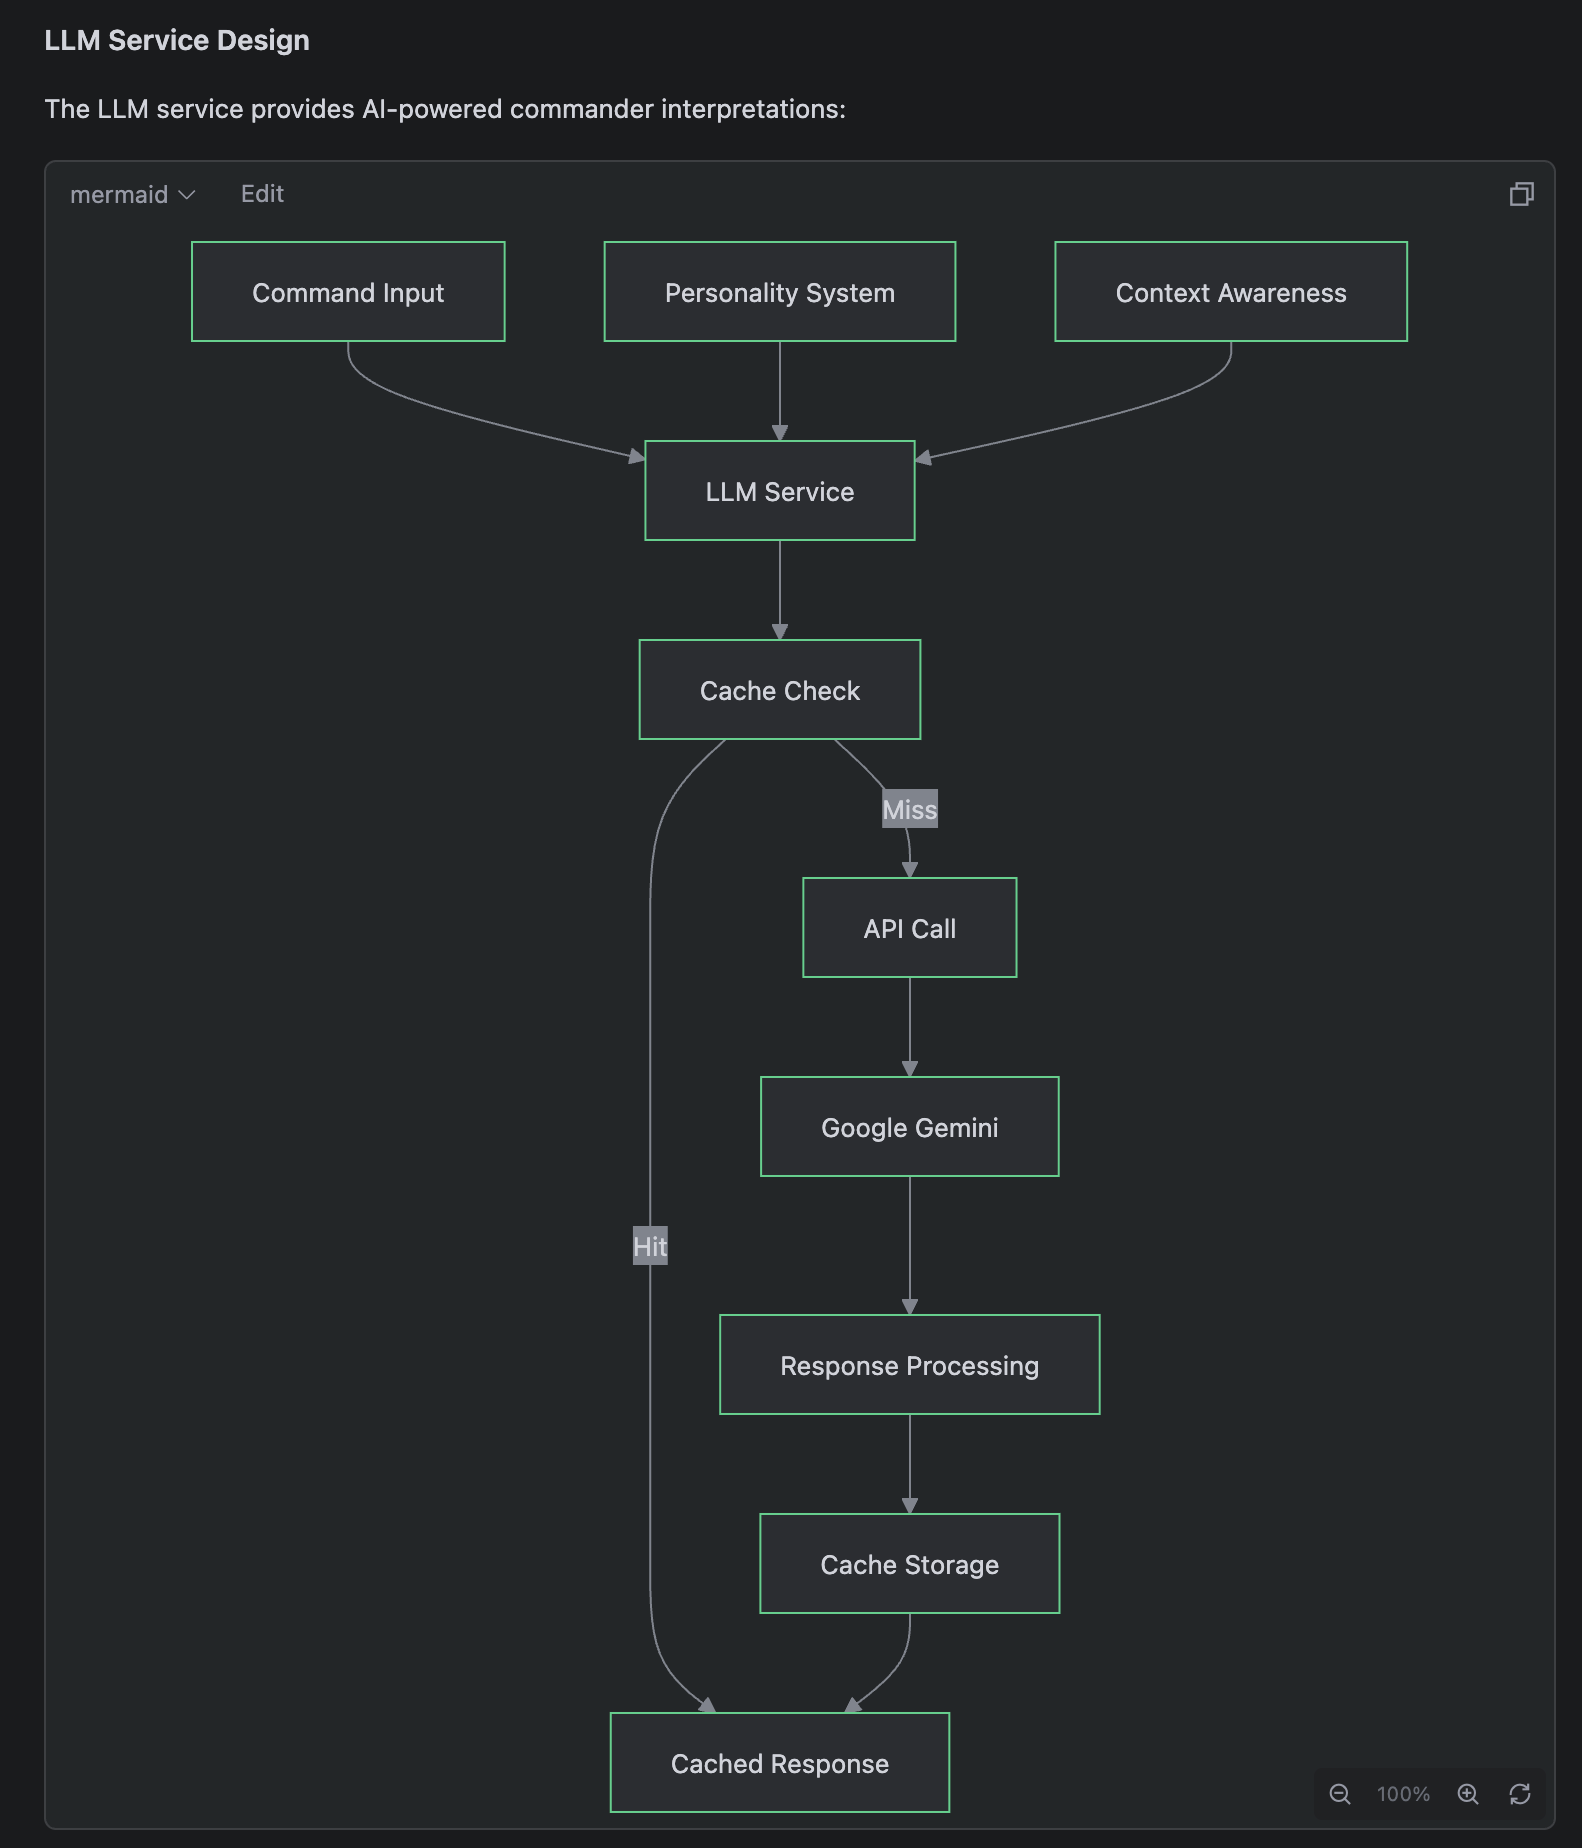 LLM Service Design
The LLM service provides AI-powered commander interpretations:
mermaid
Edit
Command Input
Personality System
Context Awareness
LLM Service
Cache Check
Miss
API Call
Google Gemini
Hit
Response Processing
Cache Storage
Cached Response
100%